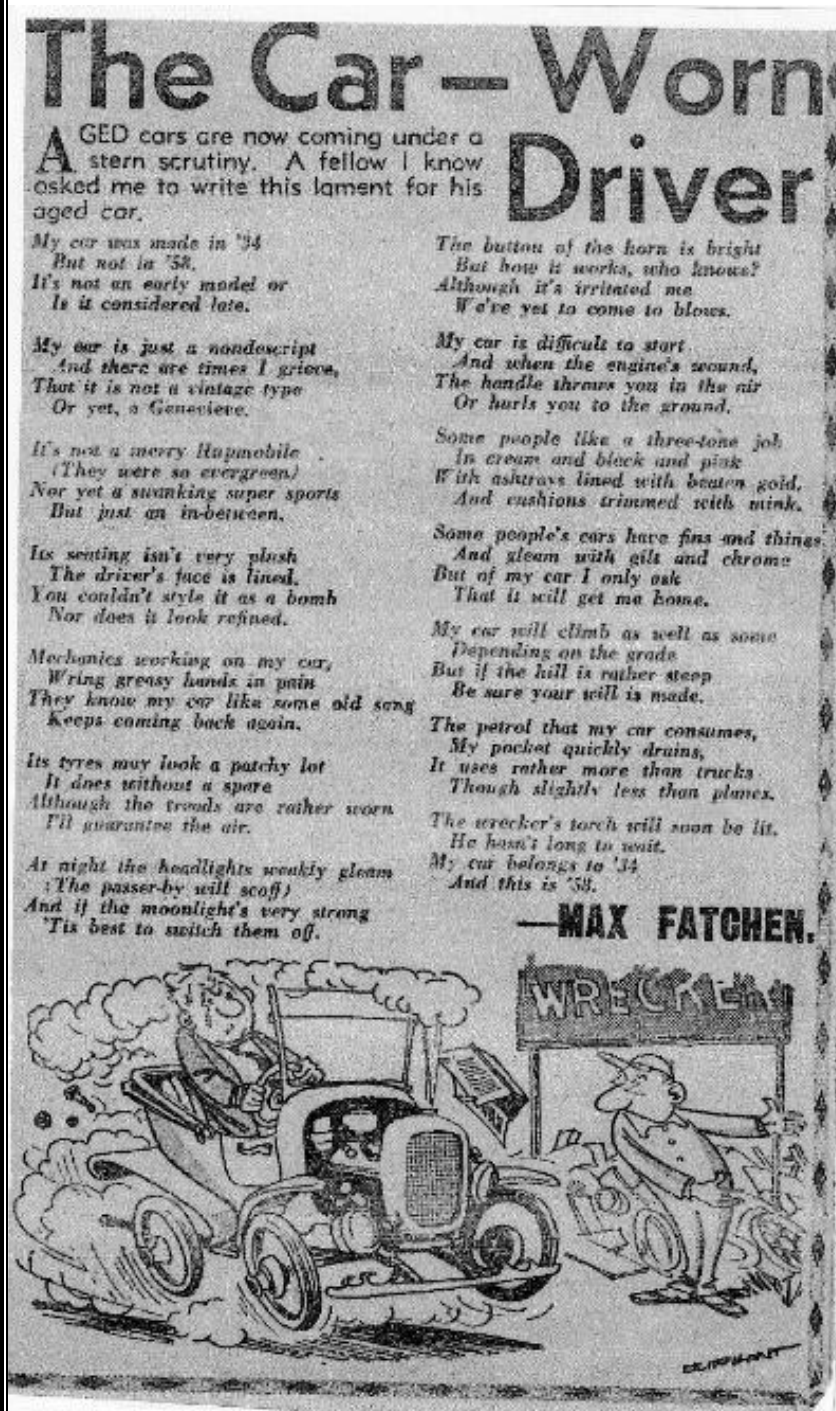 The Car — Worn
Driver
AGED cars are now coming under a
stern scrutiny. A fellow I know
asked me to write this lament for his
aged car.
My car was made in '34
But not in '58.
It's not an early model or
Is it considered late.
My car is just a nondescript
And there are times I grieve,
That it is not a vintage type
Or yet, a Genevieve.
It's not a merry Hupmobile
(They were so evergreen)
Nor yet a swanking super sports
But just an in-between.
Its seating isn't very plush
The driver's face is lined.
You couldn't style it as a bomb
Nor does it look refined.
Mechanics working on my car,
Wring greasy hands in pain
They know my car like some old song
Keeps coming back again.
Its tyres may look a patchy lot
It does without a spare
Although the treads are rather worn
I'll guarantee the air.
At night the headlights weakly gleam
(The passer-by will scoff)
And if the moonlight's very strong
'Tis best to switch them off.
The button of the horn is bright
But how it works, who knows?
Although it's irritated me
We've yet to come to blows.
My car is difficult to start
And when the engine's wound,
The handle throws you in the air
Or hurls you to the ground.
Some people like a three-tone job
In cream and black and pink
With ashtrays lined with beaten gold,
And cushions trimmed with mink.
Some people's cars have fins and things
And gleam with gilt and chrome
But of my car I only ask
That it will get me home.
My car will climb as well as some
Depending on the grade
But if the hill is rather steep
Be sure your will is made.
The petrol that my car consumes,
My pocket quickly drains,
It uses rather more than trucks
Though slightly less than planes.
The wrecker's torch will soon be lit.
He hasn't long to wait.
My car belongs to '34
And this is '58.
—MAX FATCHEN.
WRECKER